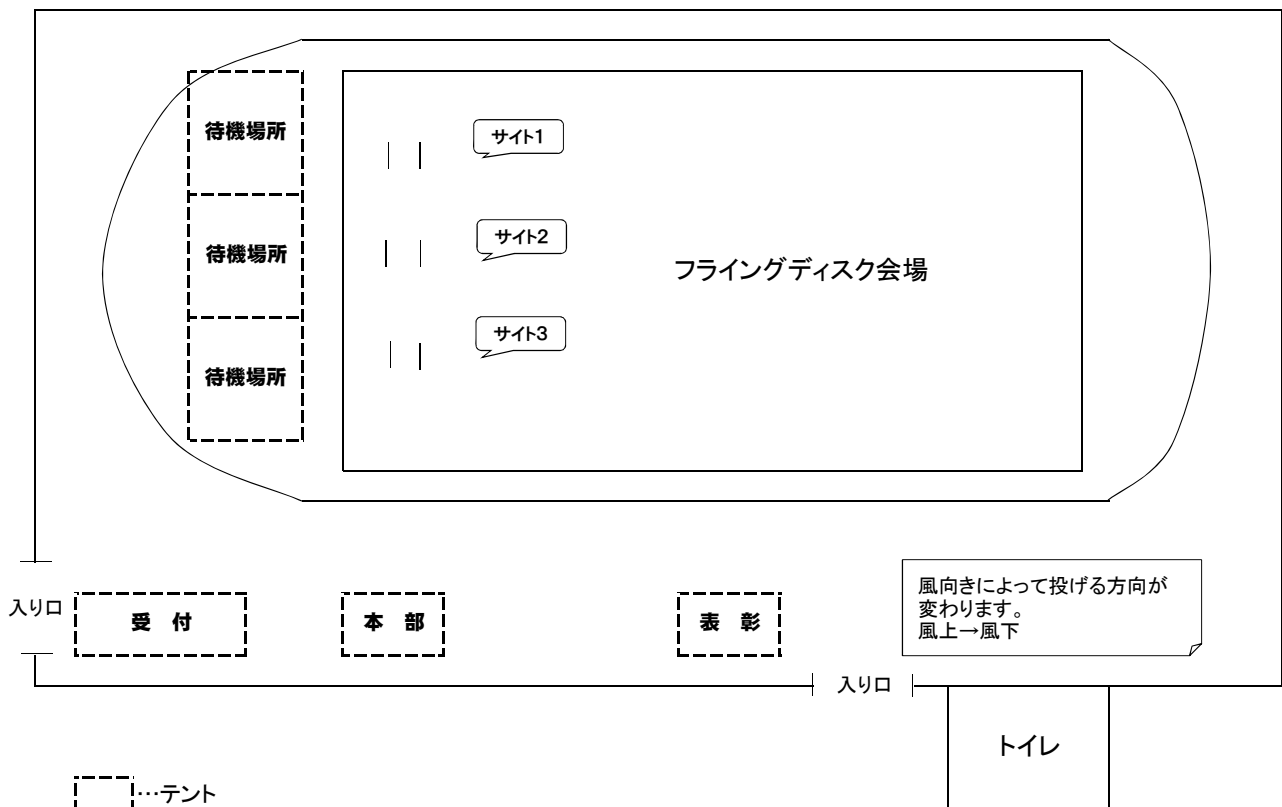 待機場所
サイト1
待機場所
サイト2
フライングディスク会場
待機場所
サイト3
入り口
受　付
本　部
表　彰
風向きによって投げる方向が
変わります。
風上→風下
入り口
トイレ
…テント